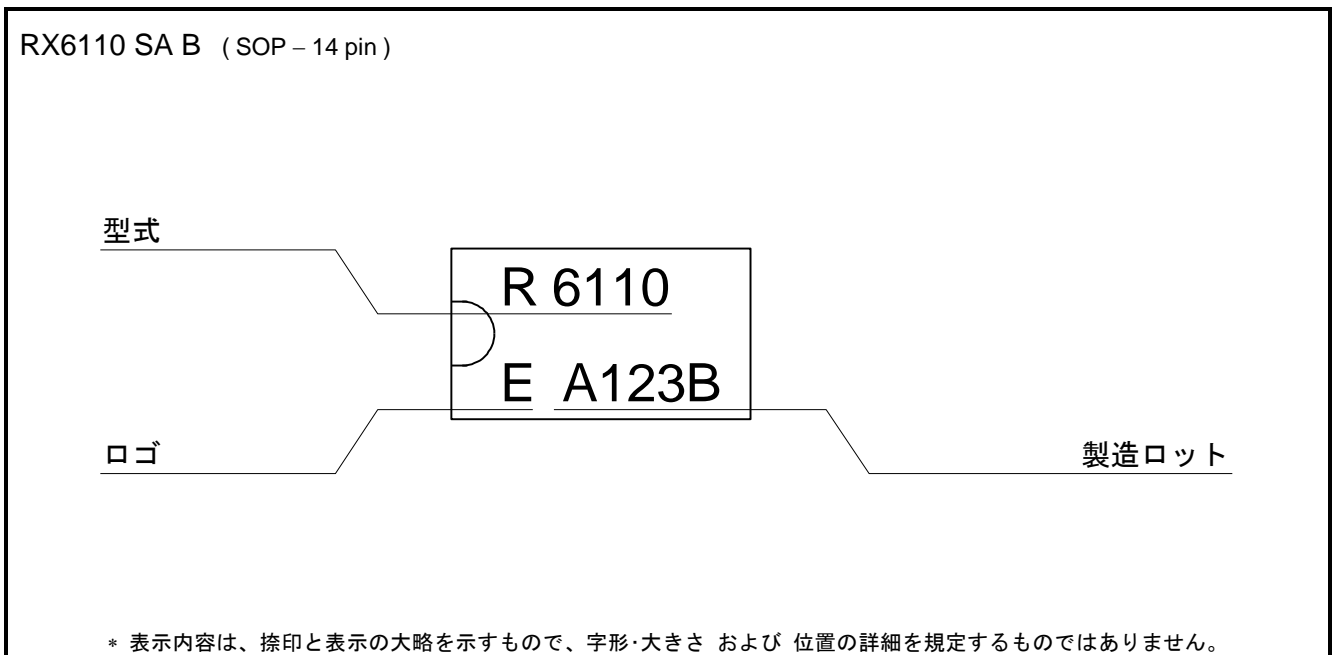 RX6110 SA B ( SOP – 14 pin )
型式
R 6110
E A123B
ロゴ
製造ロット
* 表示内容は、捺印と表示の大略を示すもので、字形･大きさ および 位置の詳細を規定するものではありません。